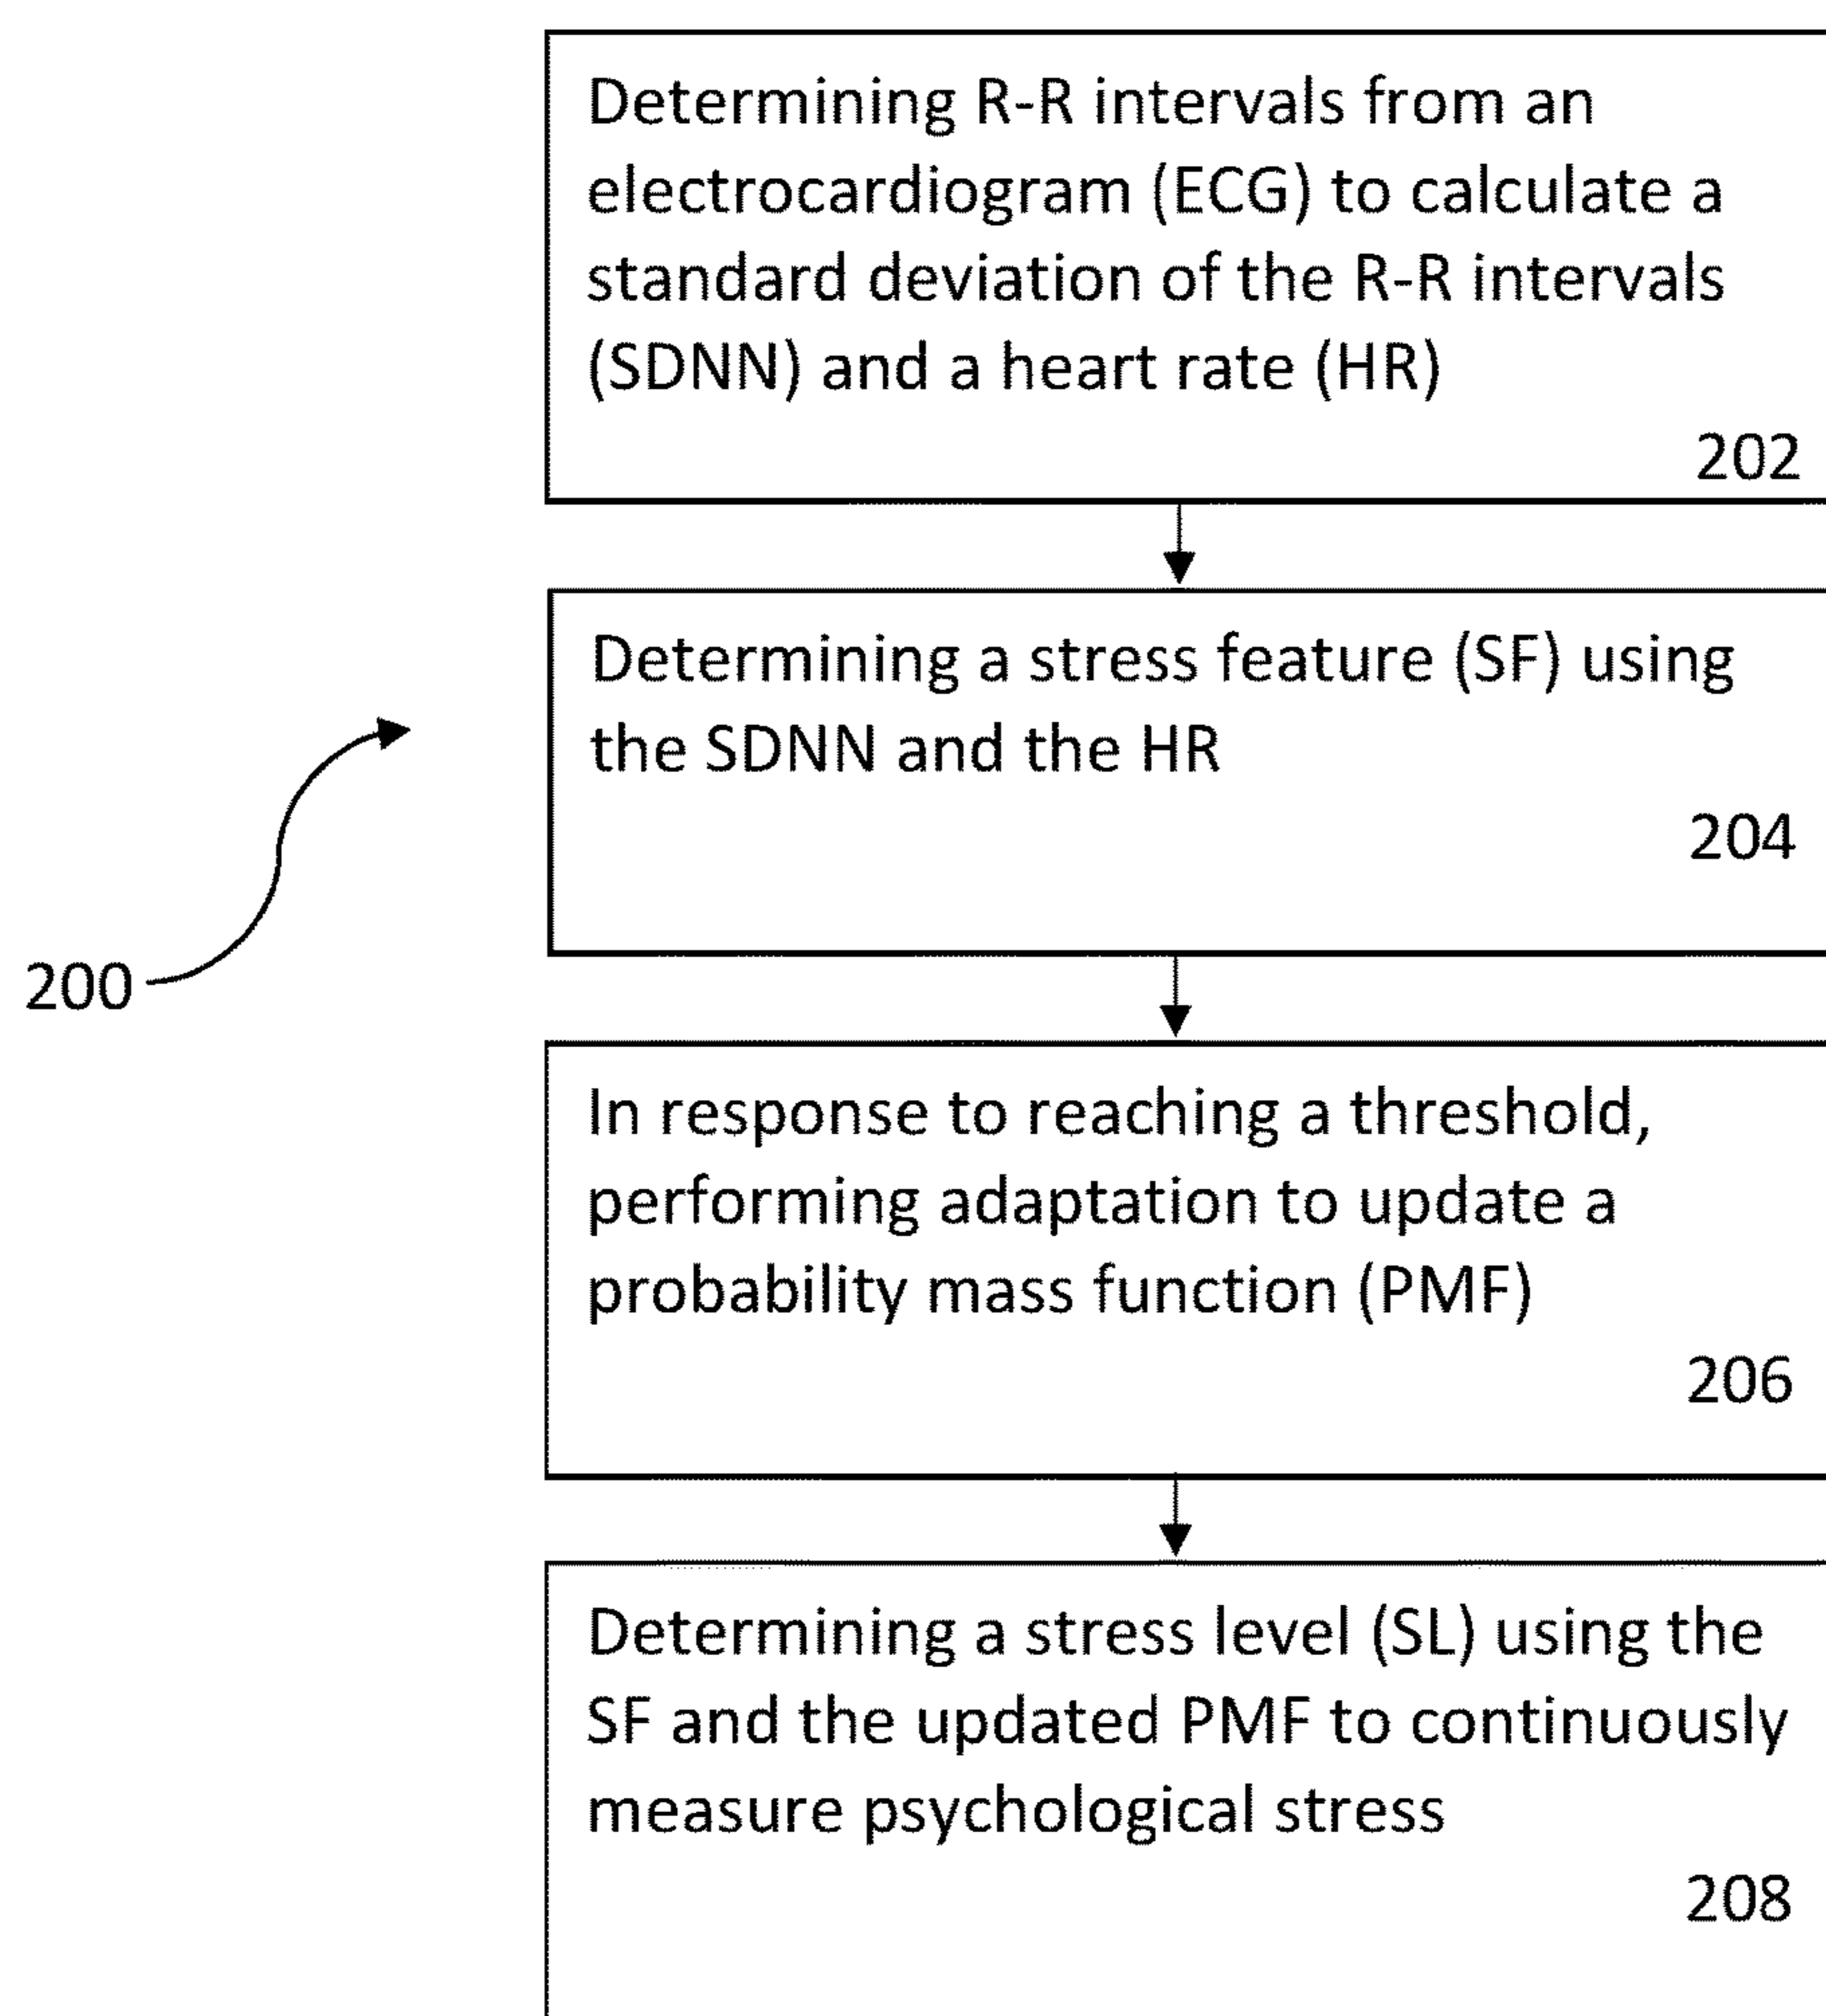 Determining R-R intervals from an
electrocardiogram (ECG) to calculate a
standard deviation of the R-R intervals
(SDNN) and a heart rate (HR)
202
Determining a stress feature (SF) using
the SDNN and the HR
204
200
In response to reaching a threshold,
performing adaptation to update a
probability mass function (PMF)
206
Determining a stress level (SL) using the
SF and the updated PMF to continuously
measure psychological stress
208